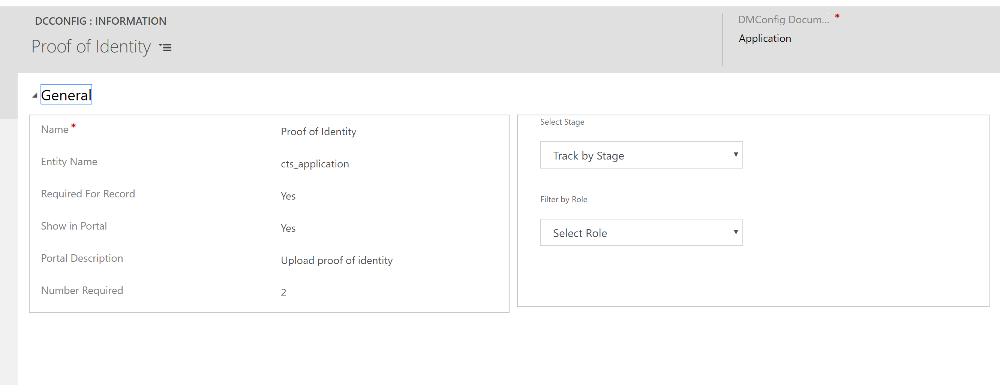 DCCONFIG : INFORMATION
Proof of Identity
DMConfig Docum... *
Application
General
Name *
Proof of Identity
Entity Name
cts_application
Required For Record
Yes
Show in Portal
Yes
Portal Description
Upload proof of identity
Number Required
2
Select Stage
Track by Stage
Filter by Role
Select Role